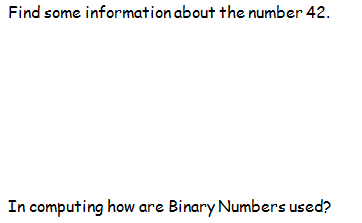 Find some information about the number 42.
In computing how are Binary Numbers used?